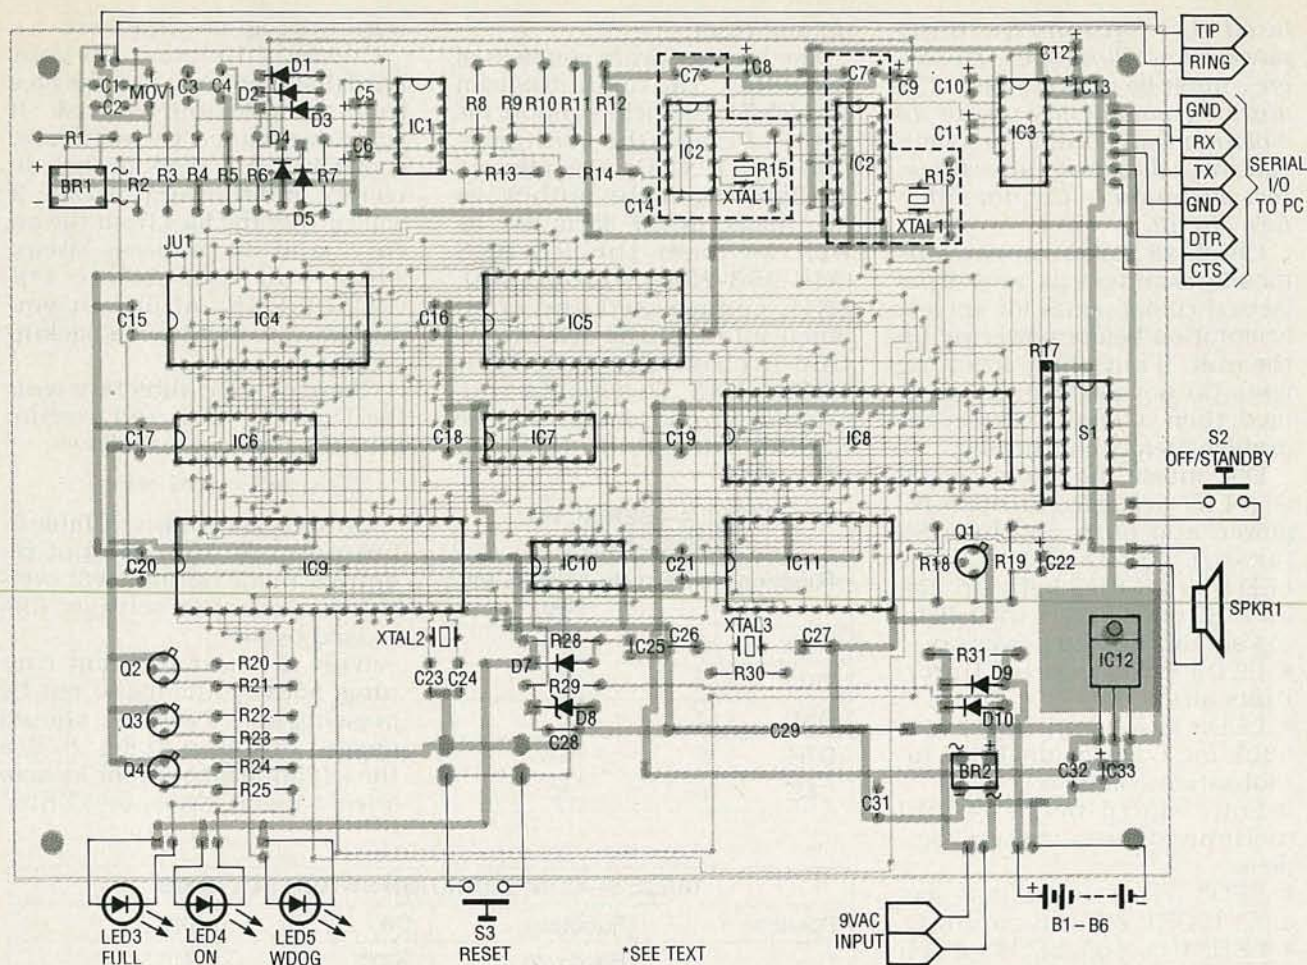 TIP
RING
GND
RX
TX
GND
DTR
CTS
SERIAL
I/O
TO PC
C1
C2
MOV1
C3
C4
D1
D2
D3
C5
C6
IC1
R8
R9
R10
R11
R12
C7
C8
C7
C9
C10
C11
IC3
C12
C13
R1
BR1
R2
R3
R4
R5
D4
R6
D5
R7
R13
R14
C14
IC2
R15
XTAL1
IC2
R15
XTAL1
JU1
C15
IC4
C16
IC5
R17
S1
S2
OFF/STANDBY
C17
IC6
C18
IC7
C19
IC8
C20
IC9
IC10
C21
IC11
R18
Q1
R19
C22
SPKR1
IC12
XTAL2
R28
D7
R29
D8
C28
C25
C26
XTAL3
R30
C27
R31
D9
D10
C23
C24
Q2
R20
R21
Q3
R22
R23
Q4
R24
R25
C29
BR2
C31
C32
C33
LED3
FULL
LED4
ON
LED5
WDOG
S3
RESET
*SEE TEXT
9VAC
INPUT
B1–B6